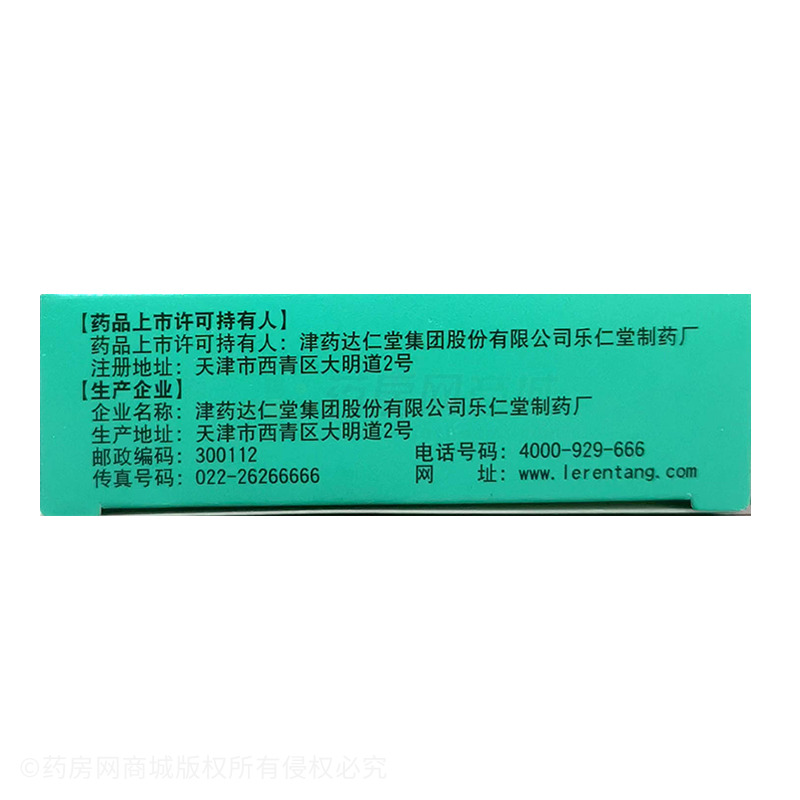 【药品上市许可持有人】
药品上市许可持有人：津药达仁堂集团股份有限公司乐仁堂制药厂
注册地址：天津市西青区大明道2号
【生产企业】
企业名称：津药达仁堂集团股份有限公司乐仁堂制药厂
生产地址：天津市西青区大明道2号
邮政编码：300112 电话号码：4000-929-666
传真号码：022-26266666 网 址：www.lerentang.com
©药房网商城版权所有侵权必究